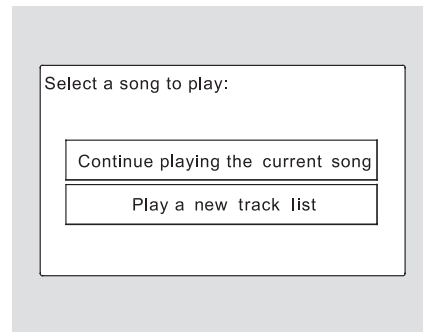 Select a song to play:
Continue playing the current song
Play a new track list